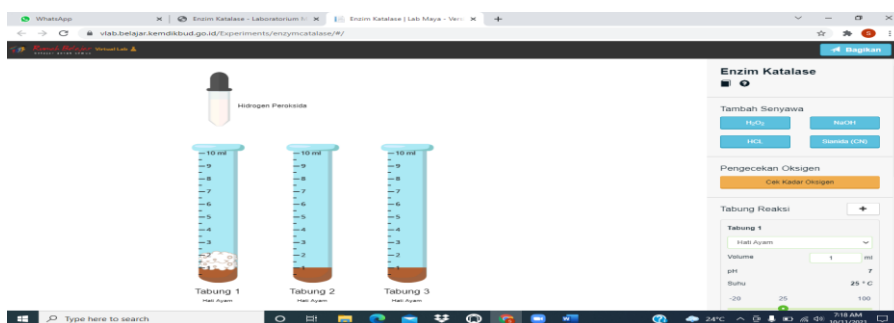 WhatsApp
Enzim Katalase - Laboratorium M
Enzim Katalase | Lab Maya - Vers
vlab.belajar.kemdikbud.go.id/Experiments/enzymcatalase/#/
Rumah Belajar Virtual Lab
Bagikan
Enzim Katalase
Hidrogen Peroksida
Tambah Senyawa
H₂O₂
NaOH
HCL
Sianida (CN)
Pengecekan Oksigen
Cek Kadar Oksigen
Tabung Reaksi
+
Tabung 1
Hati Ayam
Volume 1 ml
pH 7
Suhu 25 ° C
-20 25 100
10 ml 10 ml 10 ml
9 9 9
8 8 8
7 7 7
6 6 6
5 5 5
4 4 4
3 3 3
2 2 2
1 1 1
Tabung 1 Tabung 2 Tabung 3
Hati Ayam Hati Ayam Hati Ayam
Type here to search
24°C
7:18 AM